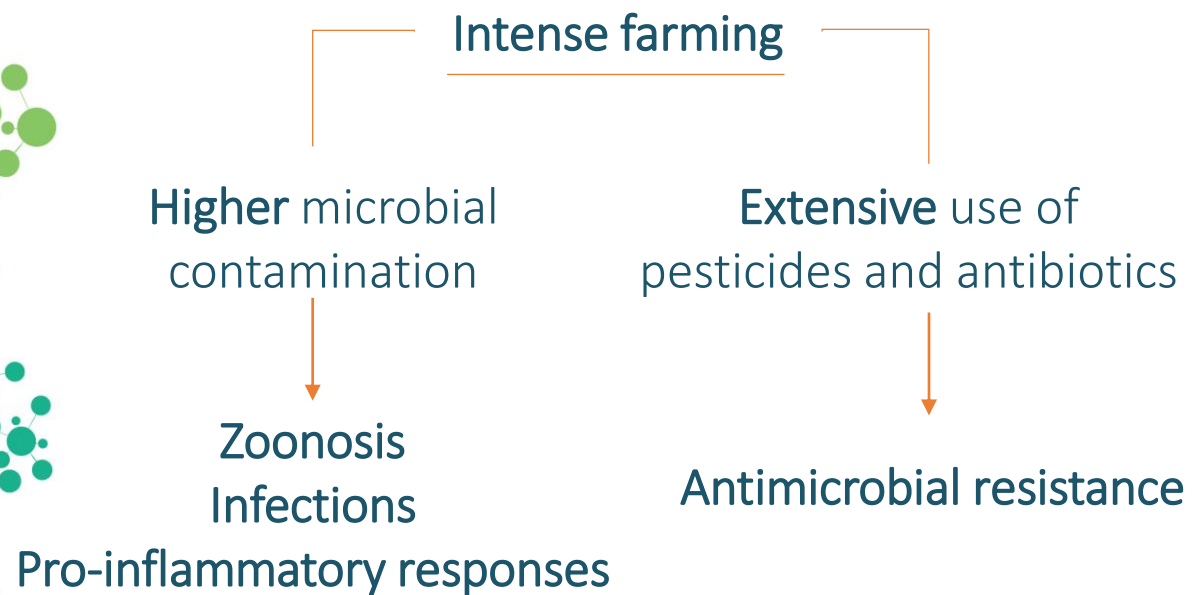 Intense farming
Higher microbial
contamination
Extensive use of
pesticides and antibiotics
Zoonosis
Infections
Pro-inflammatory responses
Antimicrobial resistance